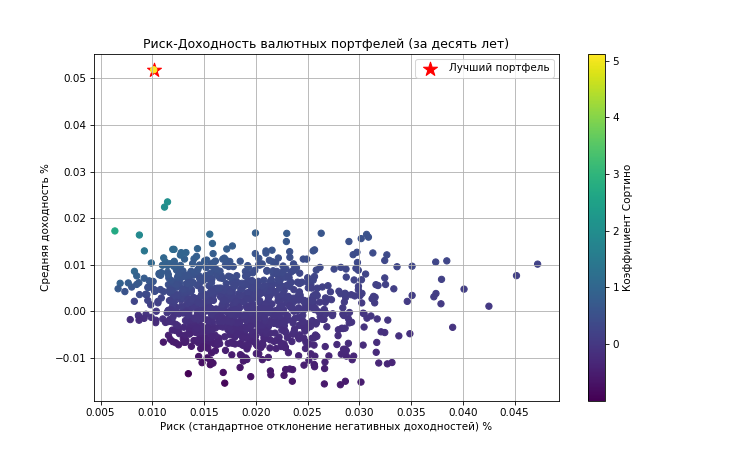 Риск-Доходность валютных портфелей (за десять лет)
Лучший портфель
Средняя доходность %
0.05
0.04
0.03
0.02
0.01
0.00
−0.01
0.005 0.010 0.015 0.020 0.025 0.030 0.035 0.040 0.045
Риск (стандартное отклонение негативных доходностей) %
5
4
3
2
1
0
Коэффициент Сортино